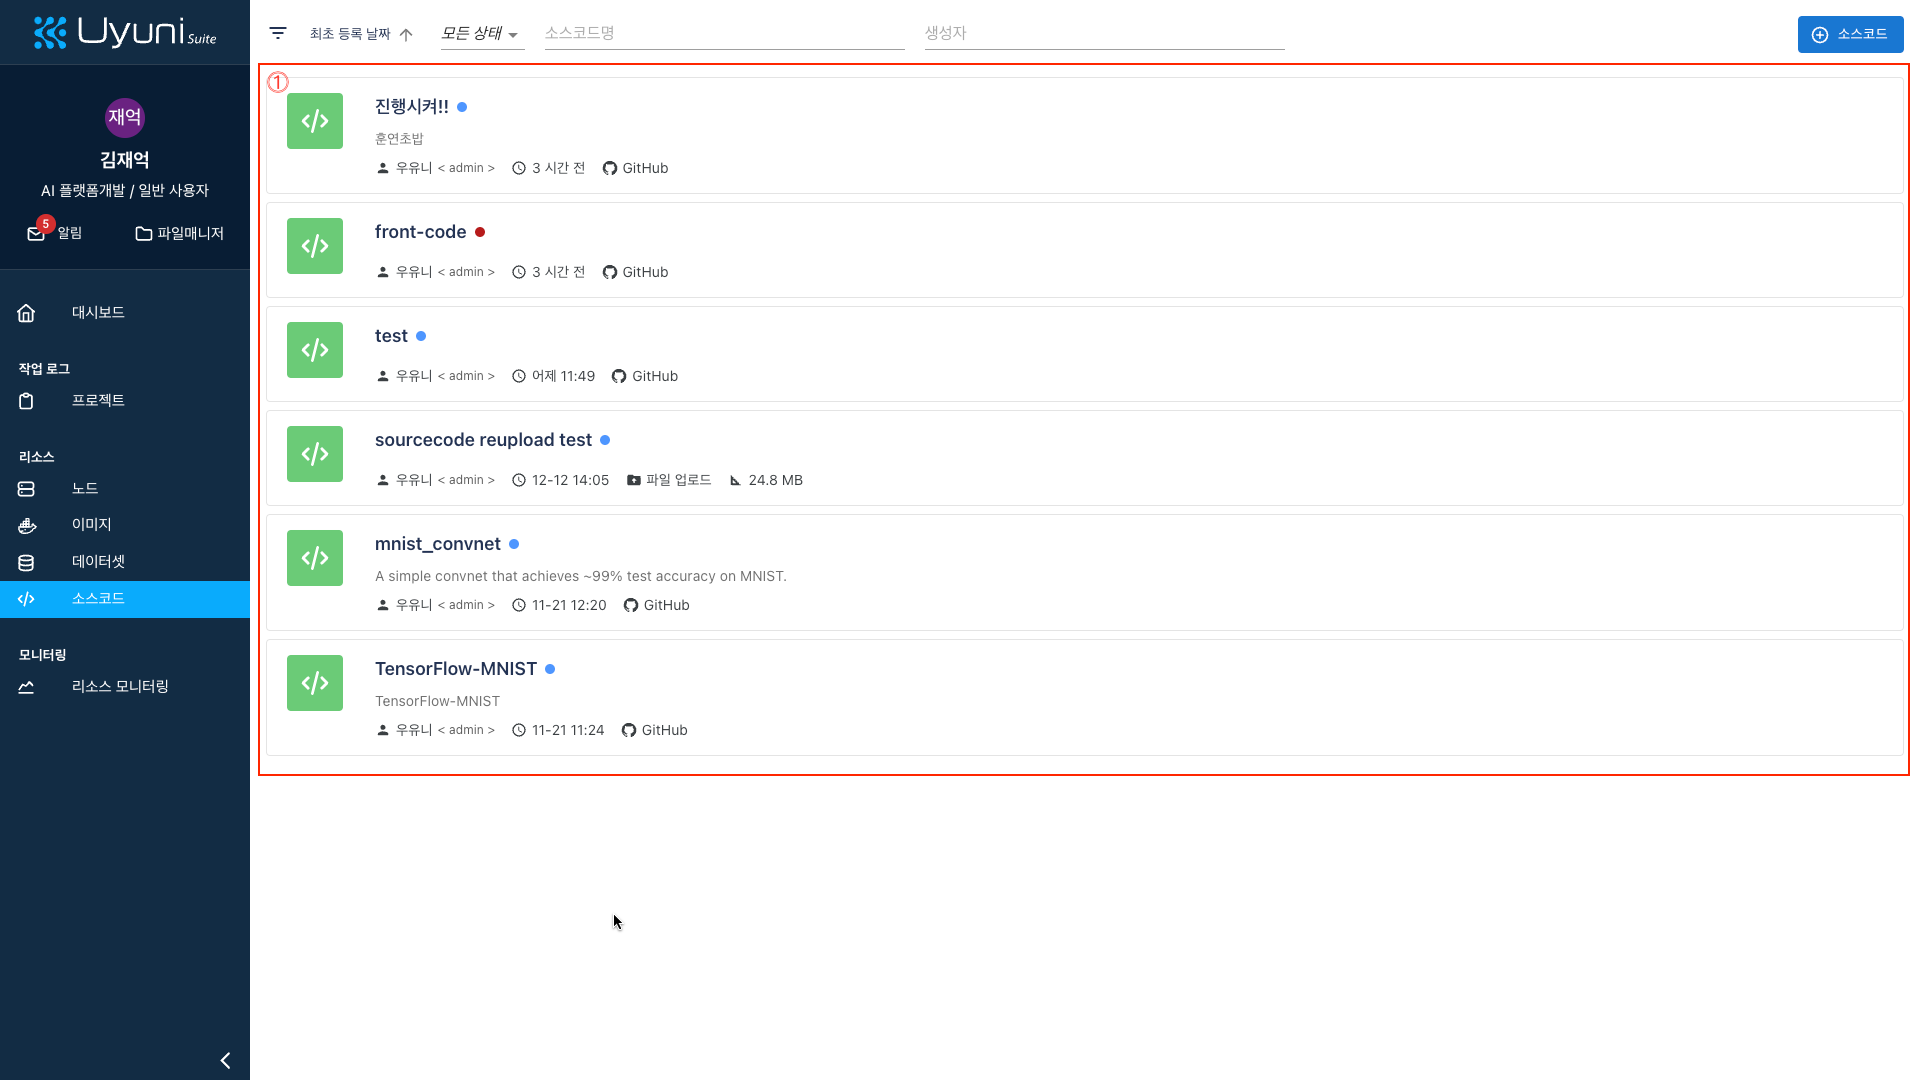 Uyuni Suite
재억
김재억
AI 플랫폼개발 / 일반 사용자
5 알림 파일매니저
대시보드
작업 로그
프로젝트
리소스
노드
이미지
데이터셋
소스코드
모니터링
리소스 모니터링
최초 등록 날짜 모든 상태 소스코드명 생성자 소스코드
①
진행시켜!!
훈연초밥
우유니 < admin > 3 시간 전 GitHub
front-code
우유니 < admin > 3 시간 전 GitHub
test
우유니 < admin > 어제 11:49 GitHub
sourcecode reupload test
우유니 < admin > 12-12 14:05 파일 업로드 24.8 MB
mnist_convnet
A simple convnet that achieves ~99% test accuracy on MNIST.
우유니 < admin > 11-21 12:20 GitHub
TensorFlow-MNIST
TensorFlow-MNIST
우유니 < admin > 11-21 11:24 GitHub